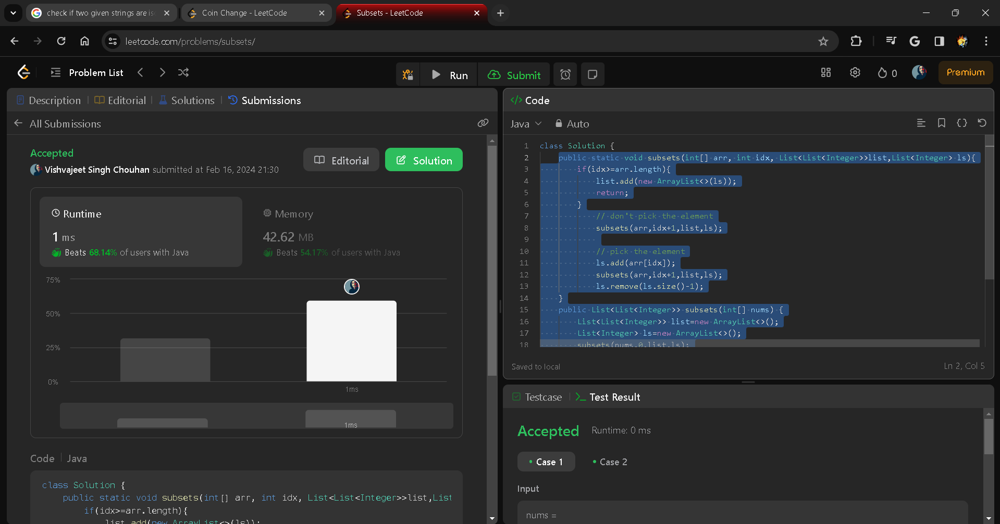 check if two given strings are is
Coin Change - LeetCode
Subsets - LeetCode
leetcode.com/problems/subsets/
Problem List
Run
Submit
0
Premium
Description
Editorial
Solutions
Submissions
All Submissions
Accepted
Vishvajeet Singh Chouhan submitted at Feb 16, 2024 21:30
Editorial
Solution
Runtime
1 ms
Beats 68.14% of users with Java
Memory
42.62 MB
Beats 54.17% of users with Java
75%
50%
25%
0%
1ms
1ms
Code
Java
class Solution {
public static void subsets(int[] arr, int idx, List<List<Integer>>list,List
if(idx>=arr.length){
list.add(new ArrayList<>(ls));
Code
Java
Auto
1 class Solution {
2 public static void subsets(int[] arr, int idx, List<List<Integer>>list,List<Integer> ls){
3 if(idx>=arr.length){
4 list.add(new ArrayList<>(ls));
5 return;
6 }
7 // don't pick the element
8 subsets(arr,idx+1,list,ls);
9
10 // pick the element
11 ls.add(arr[idx]);
12 subsets(arr,idx+1,list,ls);
13 ls.remove(ls.size()-1);
14 }
15 public List<List<Integer>> subsets(int[] nums) {
16 List<List<Integer>> list=new ArrayList<>();
17 List<Integer> ls=new ArrayList<>();
18 subsets(nums,0,list,ls);
Saved to local
Ln 2, Col 5
Testcase
Test Result
Accepted
Runtime: 0 ms
Case 1
Case 2
Input
nums =